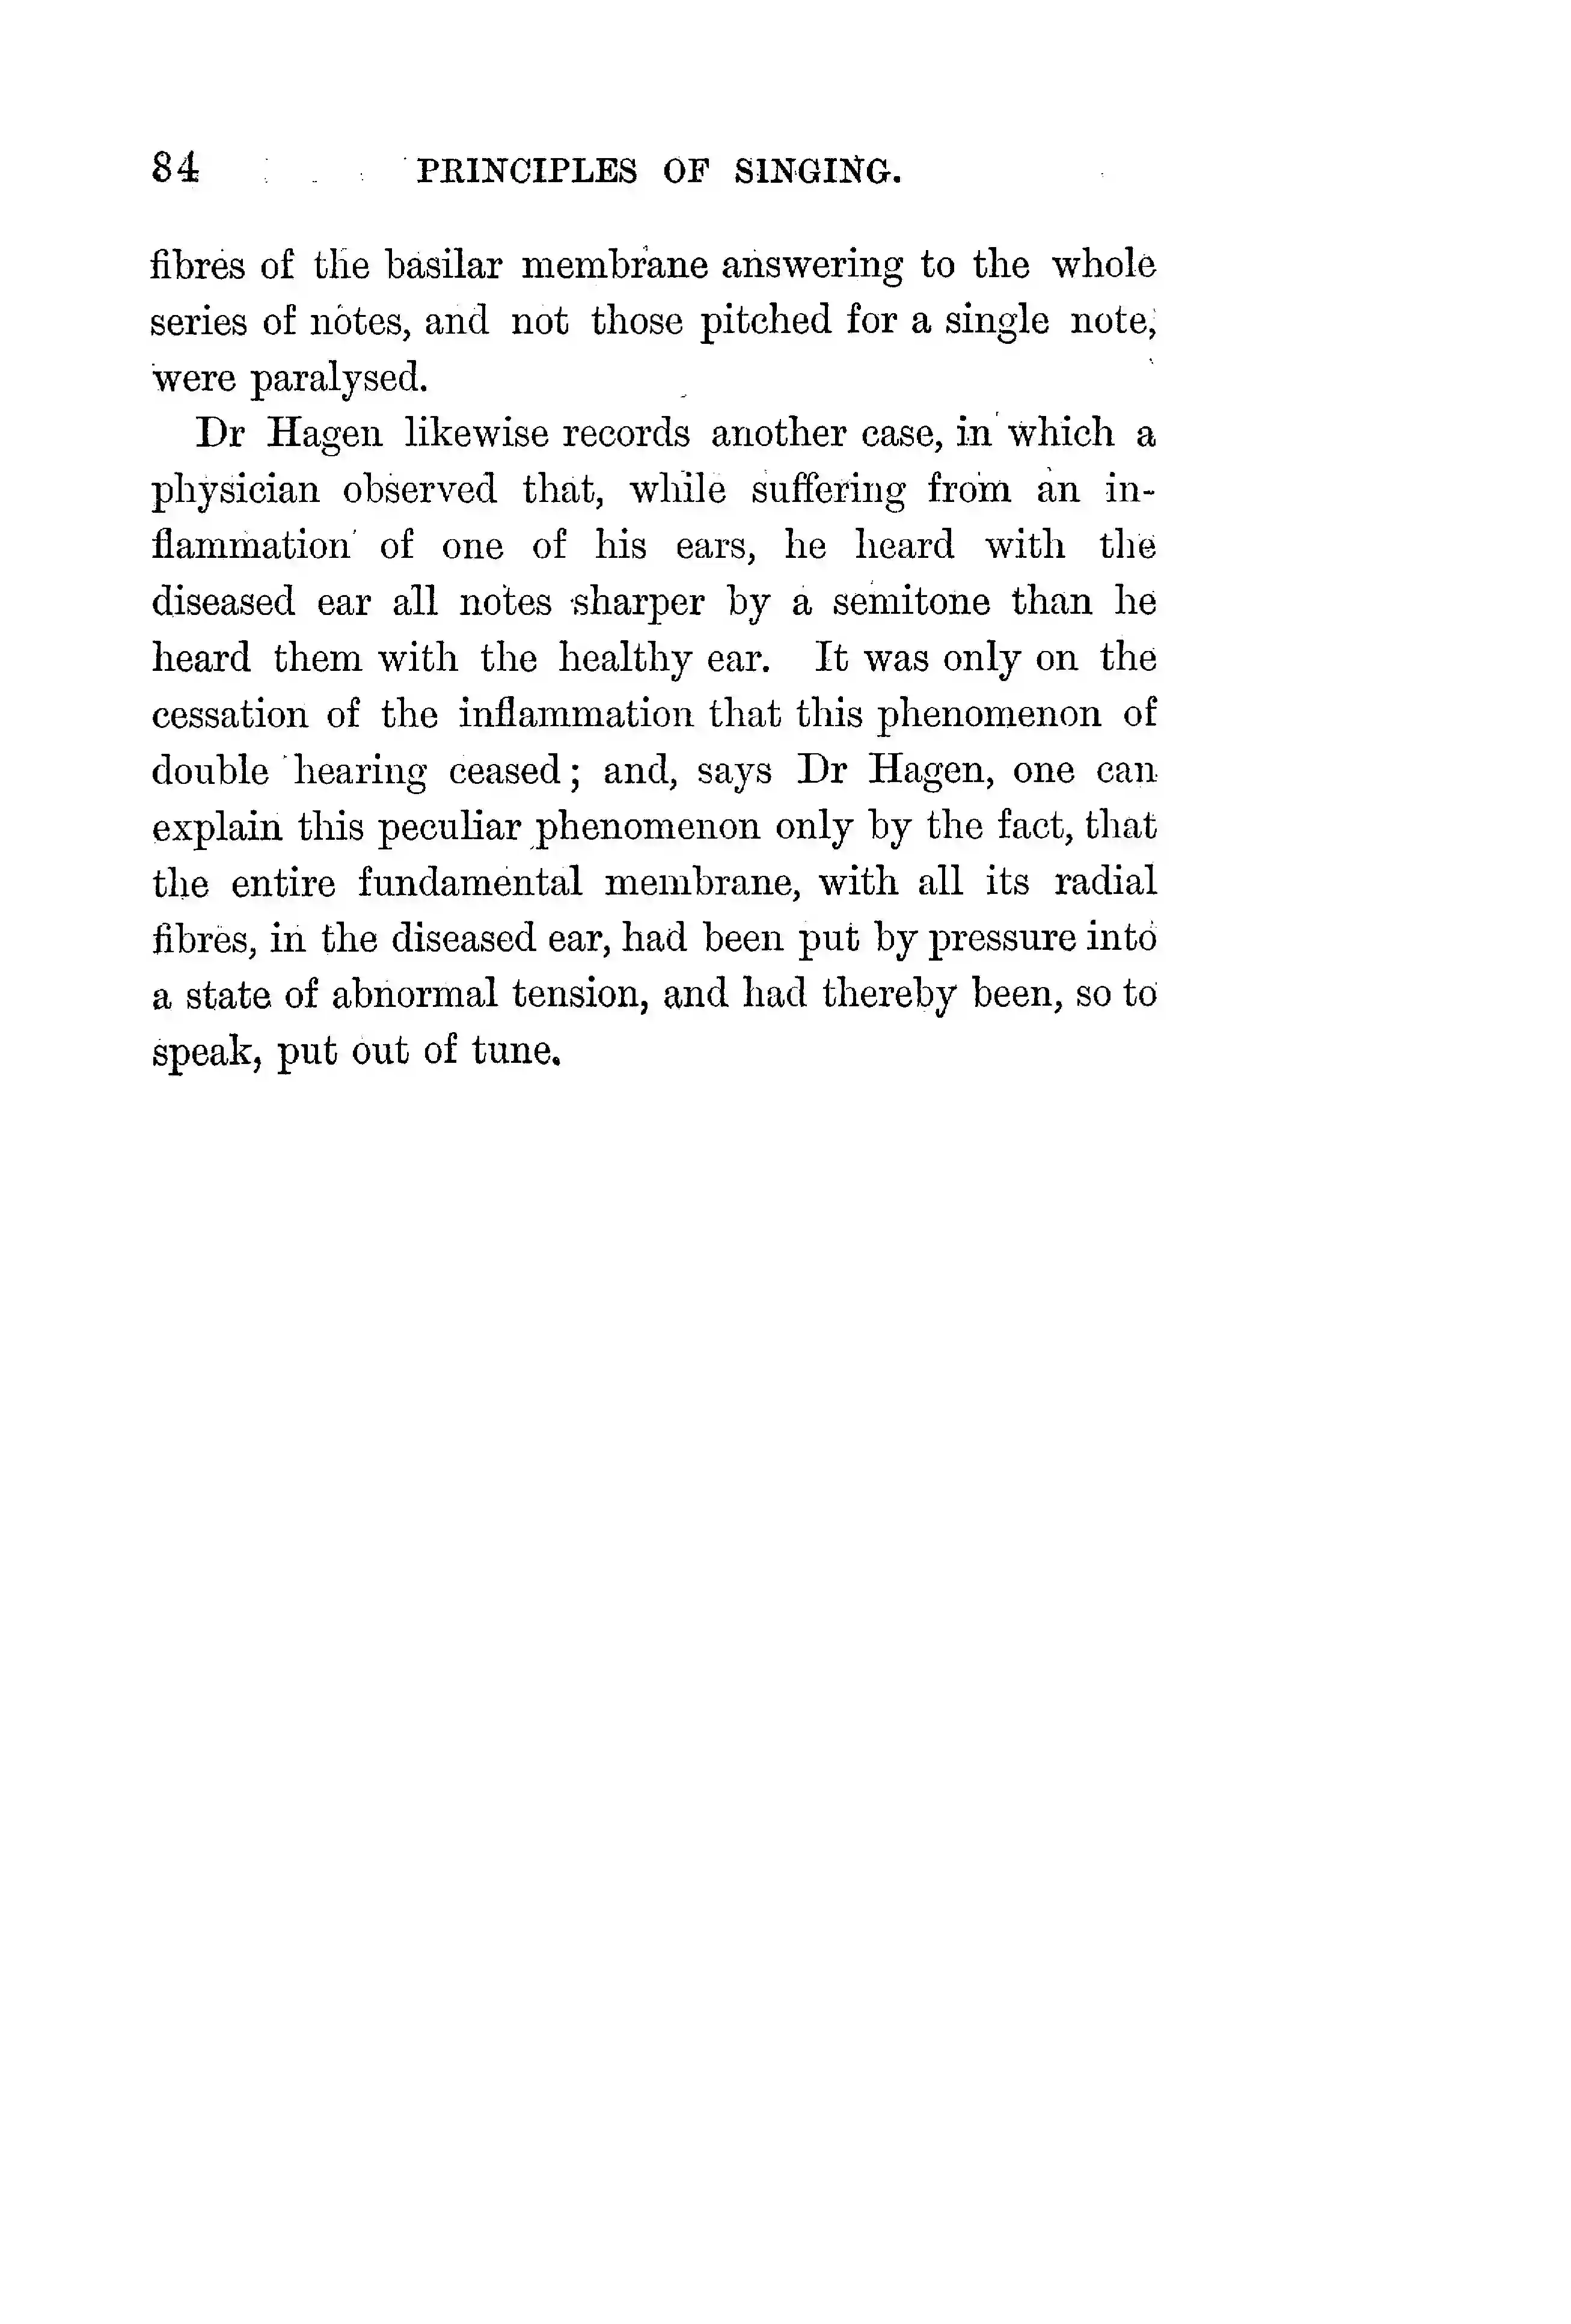 84 PRINCIPLES OF SINGING.
fibres of the basilar membrane answering to the whole
series of notes, and not those pitched for a single note,
were paralysed.
Dr Hagen likewise records another case, in which a
physician observed that, while suffering from an in-
flammation of one of his ears, he heard with the
diseased ear all notes sharper by a semitone than he
heard them with the healthy ear. It was only on the
cessation of the inflammation that this phenomenon of
double hearing ceased; and, says Dr Hagen, one can
explain this peculiar phenomenon only by the fact, that
the entire fundamental membrane, with all its radial
fibres, in the diseased ear, had been put by pressure into
a state of abnormal tension, and had thereby been, so to
speak, put out of tune.